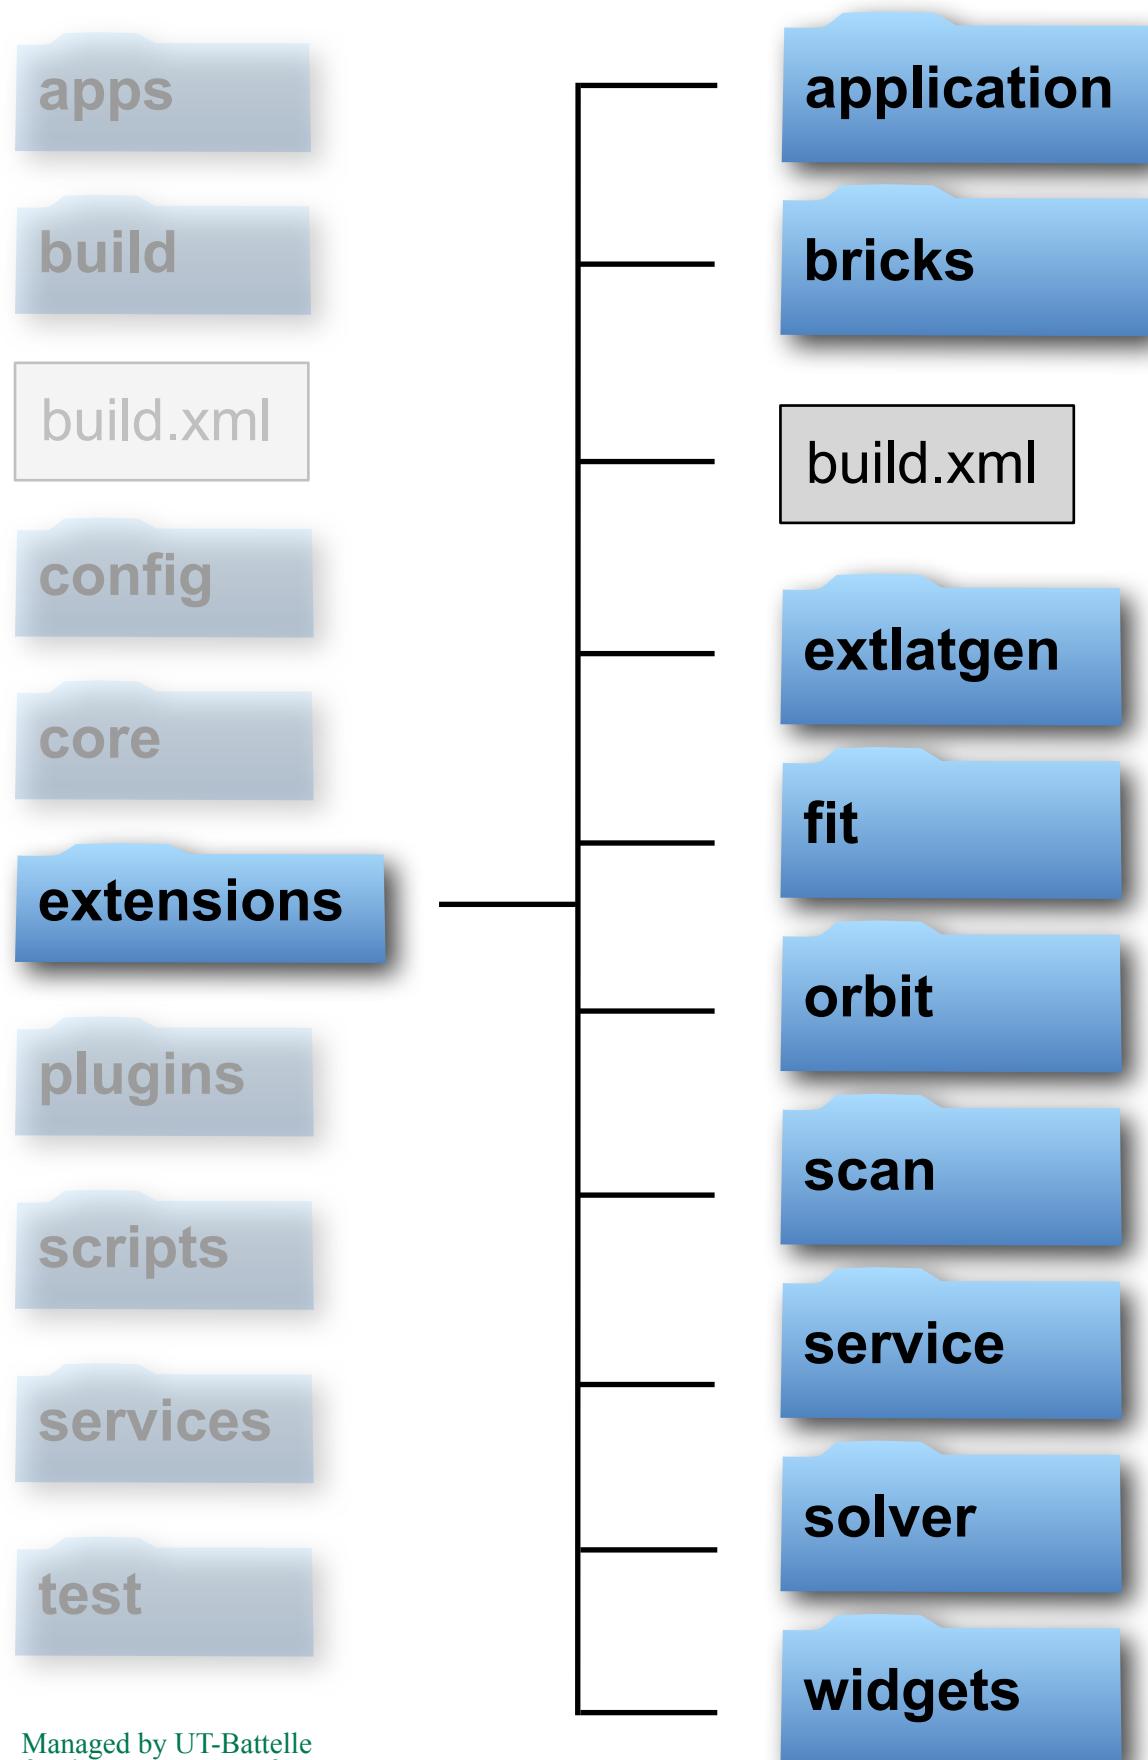 apps
build
build.xml
config
core
extensions
plugins
scripts
services
test
application
bricks
build.xml
extlatgen
fit
orbit
scan
service
solver
widgets
Managed by UT-Battelle